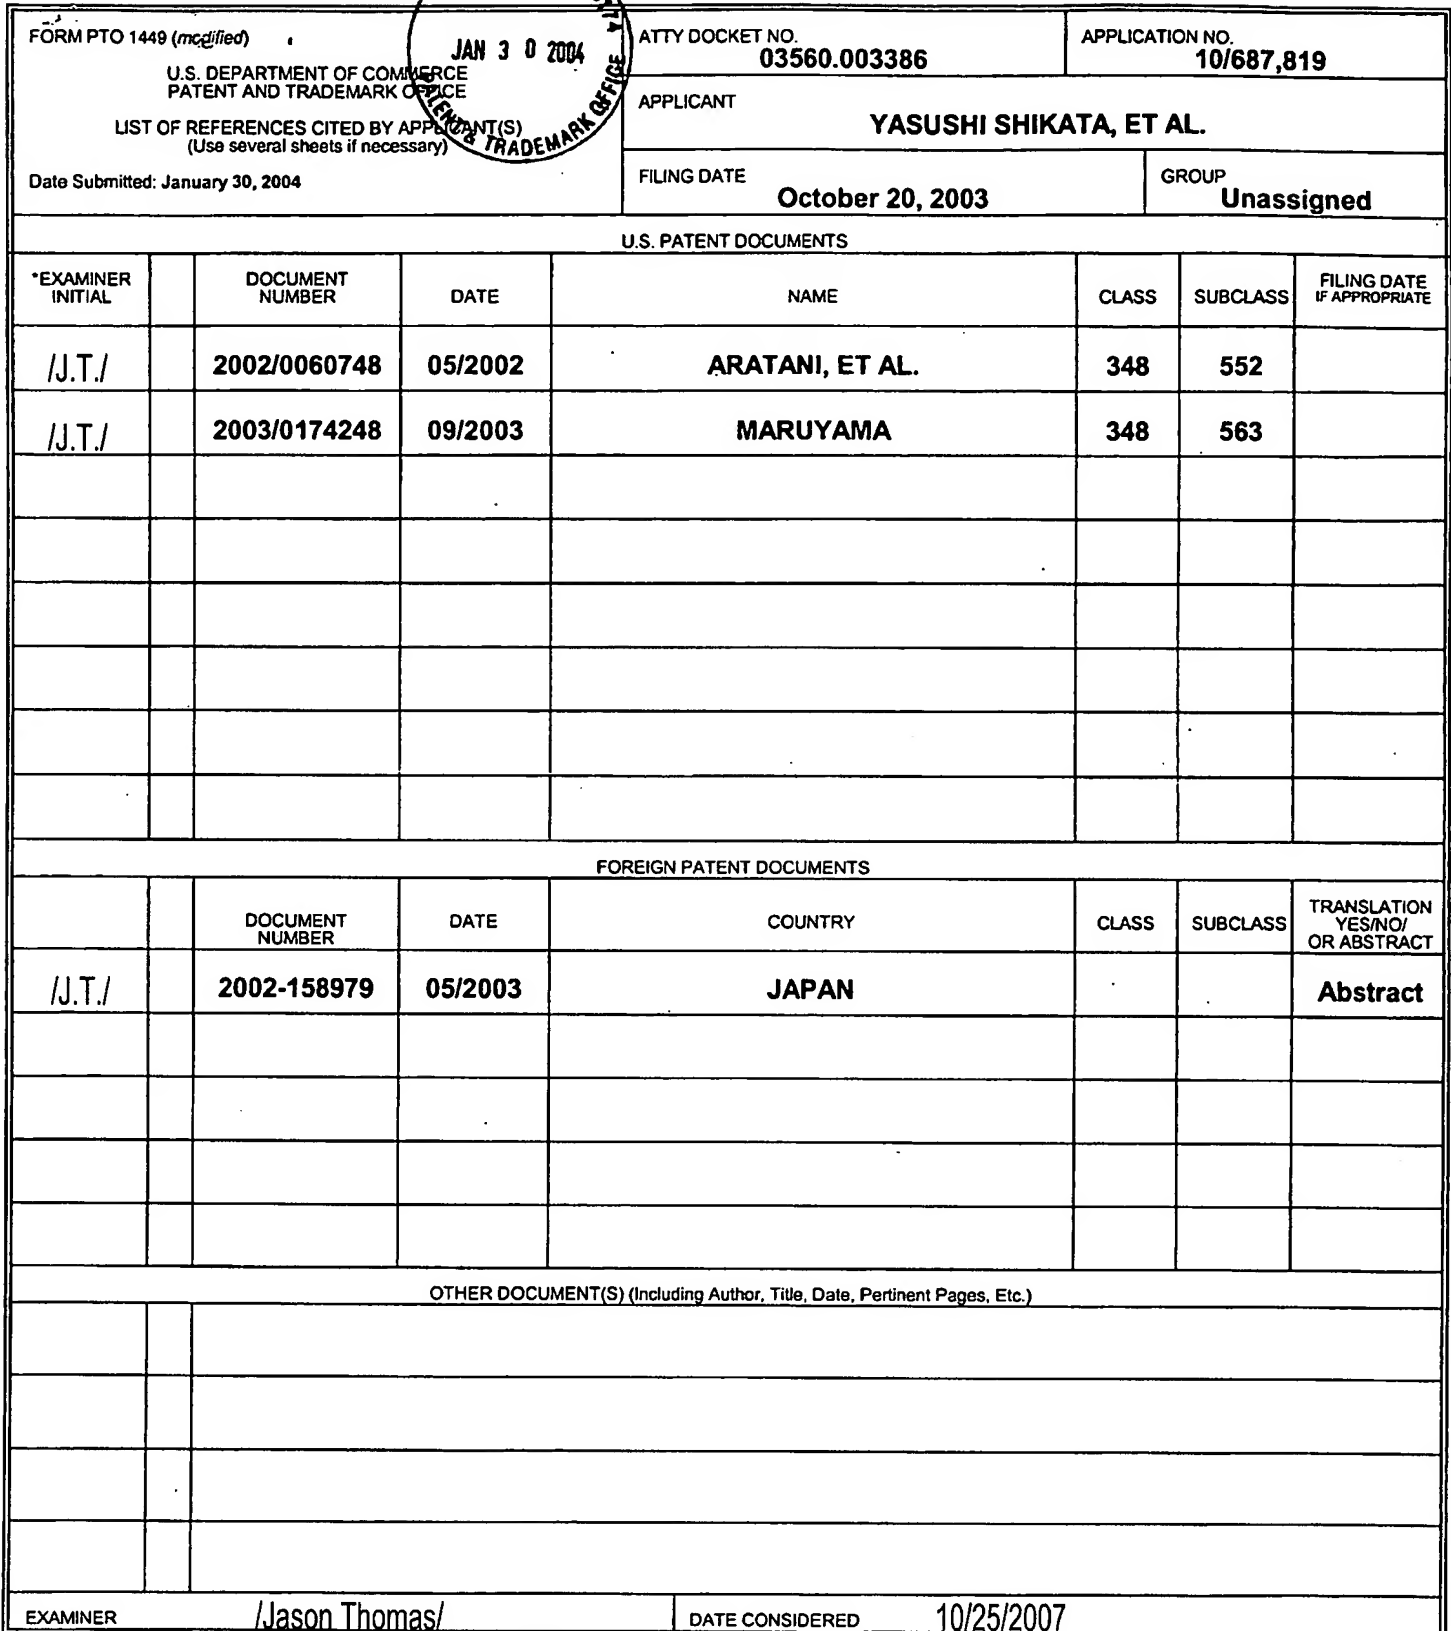 FORM PTO 1449 (modified)
U.S. DEPARTMENT OF COMMERCE
PATENT AND TRADEMARK OFFICE
LIST OF REFERENCES CITED BY APPLICANT(S)
(Use several sheets if necessary)
Date Submitted: January 30, 2004
JAN 30 2004
PATENT & TRADEMARK OFFICE
ATTY DOCKET NO.
03560.003386
APPLICATION NO.
10/687,819
APPLICANT
YASUSHI SHIKATA, ET AL.
FILING DATE
October 20, 2003
GROUP
Unassigned
U.S. PATENT DOCUMENTS
*EXAMINER INITIAL DOCUMENT NUMBER DATE NAME CLASS SUBCLASS FILING DATE IF APPROPRIATE
/J.T./ 2002/0060748 05/2002 ARATANI, ET AL. 348 552
/J.T./ 2003/0174248 09/2003 MARUYAMA 348 563
FOREIGN PATENT DOCUMENTS
DOCUMENT NUMBER DATE COUNTRY CLASS SUBCLASS TRANSLATION YES/NO/ OR ABSTRACT
/J.T./ 2002-158979 05/2003 JAPAN Abstract
OTHER DOCUMENT(S) (Including Author, Title, Date, Pertinent Pages, Etc.)
EXAMINER /Jason Thomas/ DATE CONSIDERED 10/25/2007